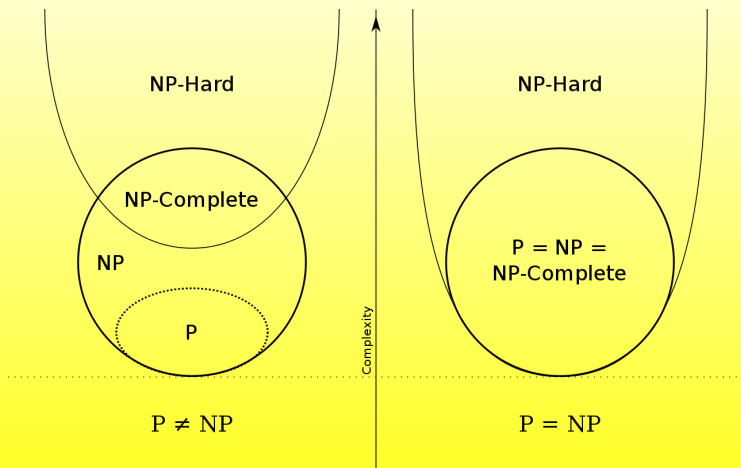 NP-Hard
NP-Complete
NP
P
P ≠ NP
Complexity
NP-Hard
P = NP =
NP-Complete
P = NP